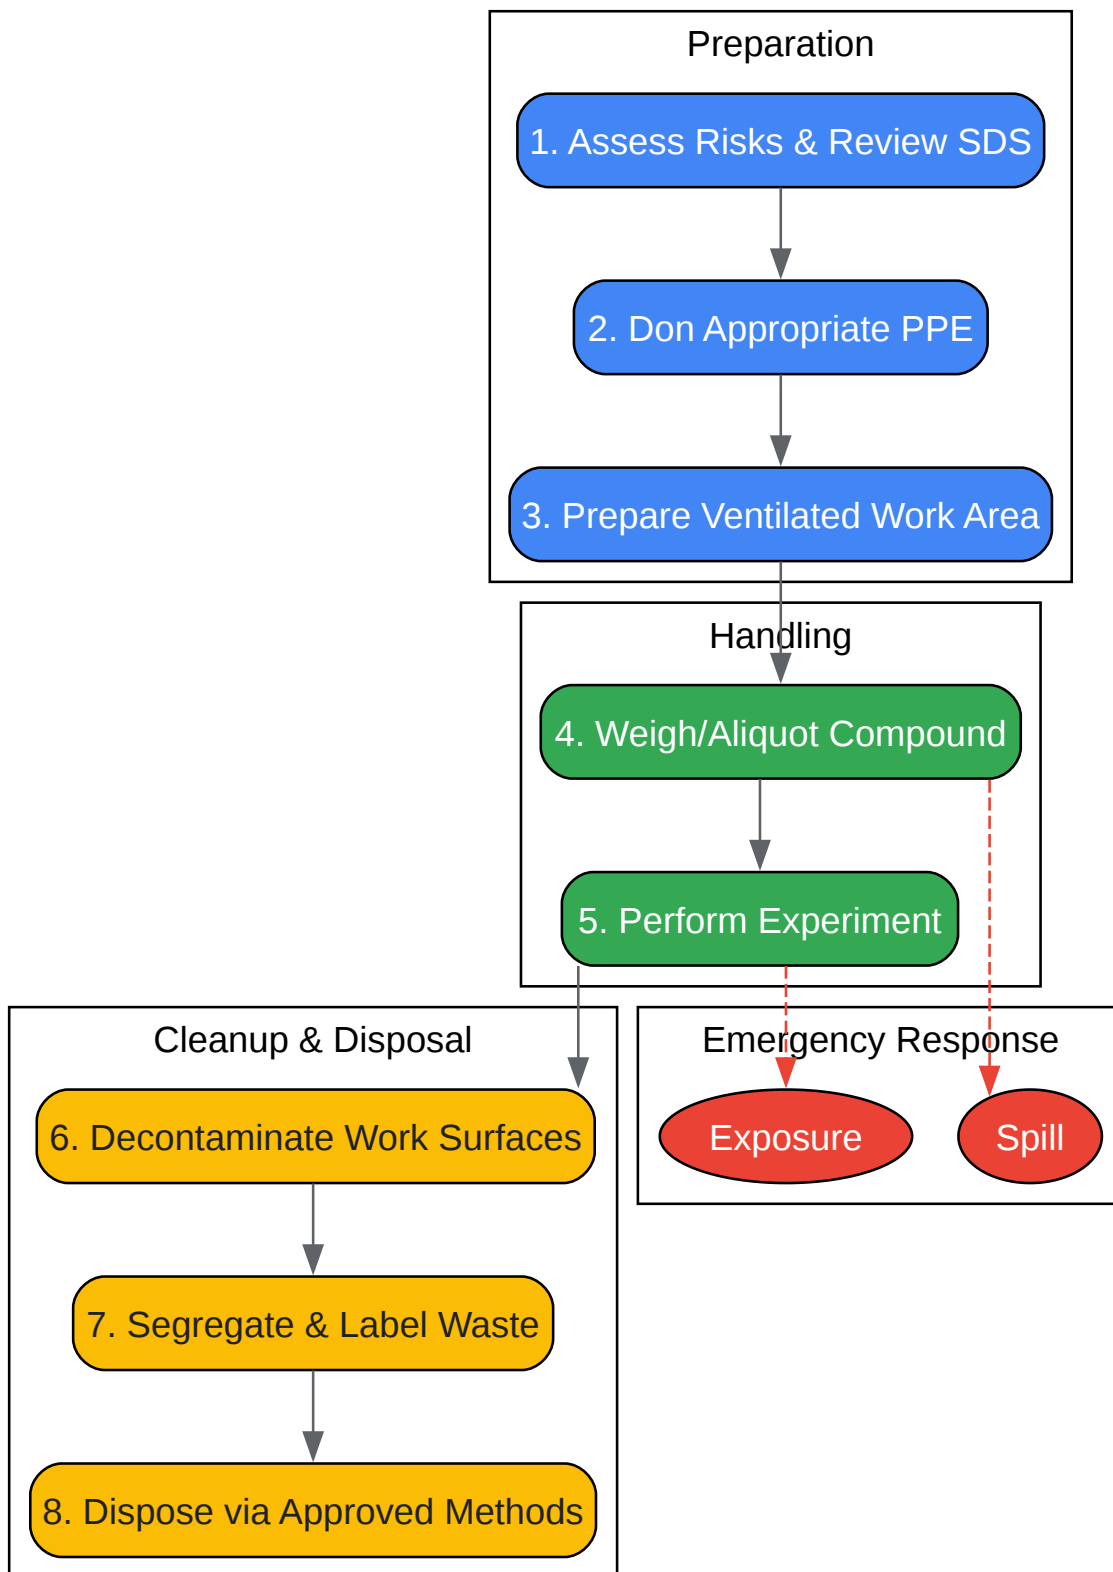 Preparation
1. Assess Risks & Review SDS
2. Don Appropriate PPE
3. Prepare Ventilated Work Area
Handling
4. Weigh/Aliquot Compound
5. Perform Experiment
Cleanup & Disposal
6. Decontaminate Work Surfaces
7. Segregate & Label Waste
8. Dispose via Approved Methods
Emergency Response
Exposure
Spill